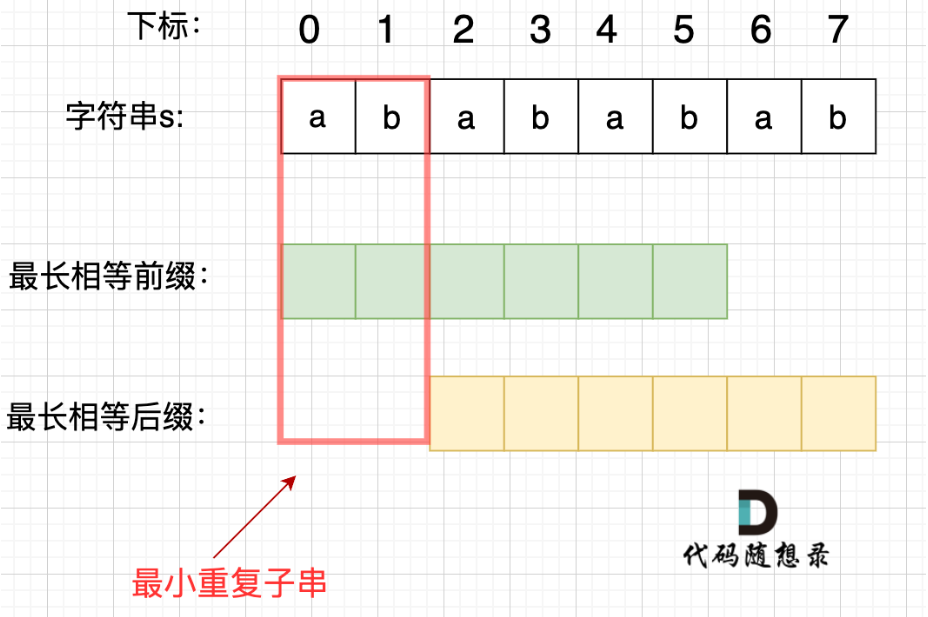 下标： 0 1 2 3 4 5 6 7
字符串s: a b a b a b a b
最长相等前缀：
最长相等后缀：
最小重复子串
代码随想录